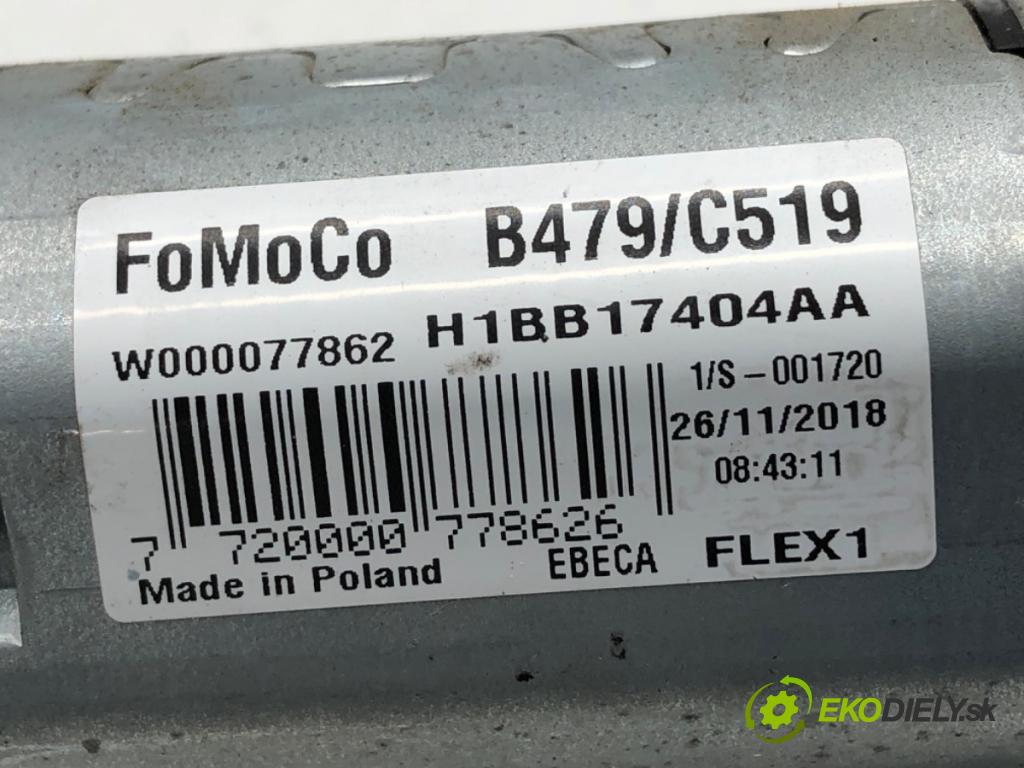 FoMoCo B479/C519
W000077862 H1BB17404AA
1/S-001720
26/11/2018
08:43:11
7 720000 778626
Made in Poland EBECA FLEX1
EKODIELY.sk